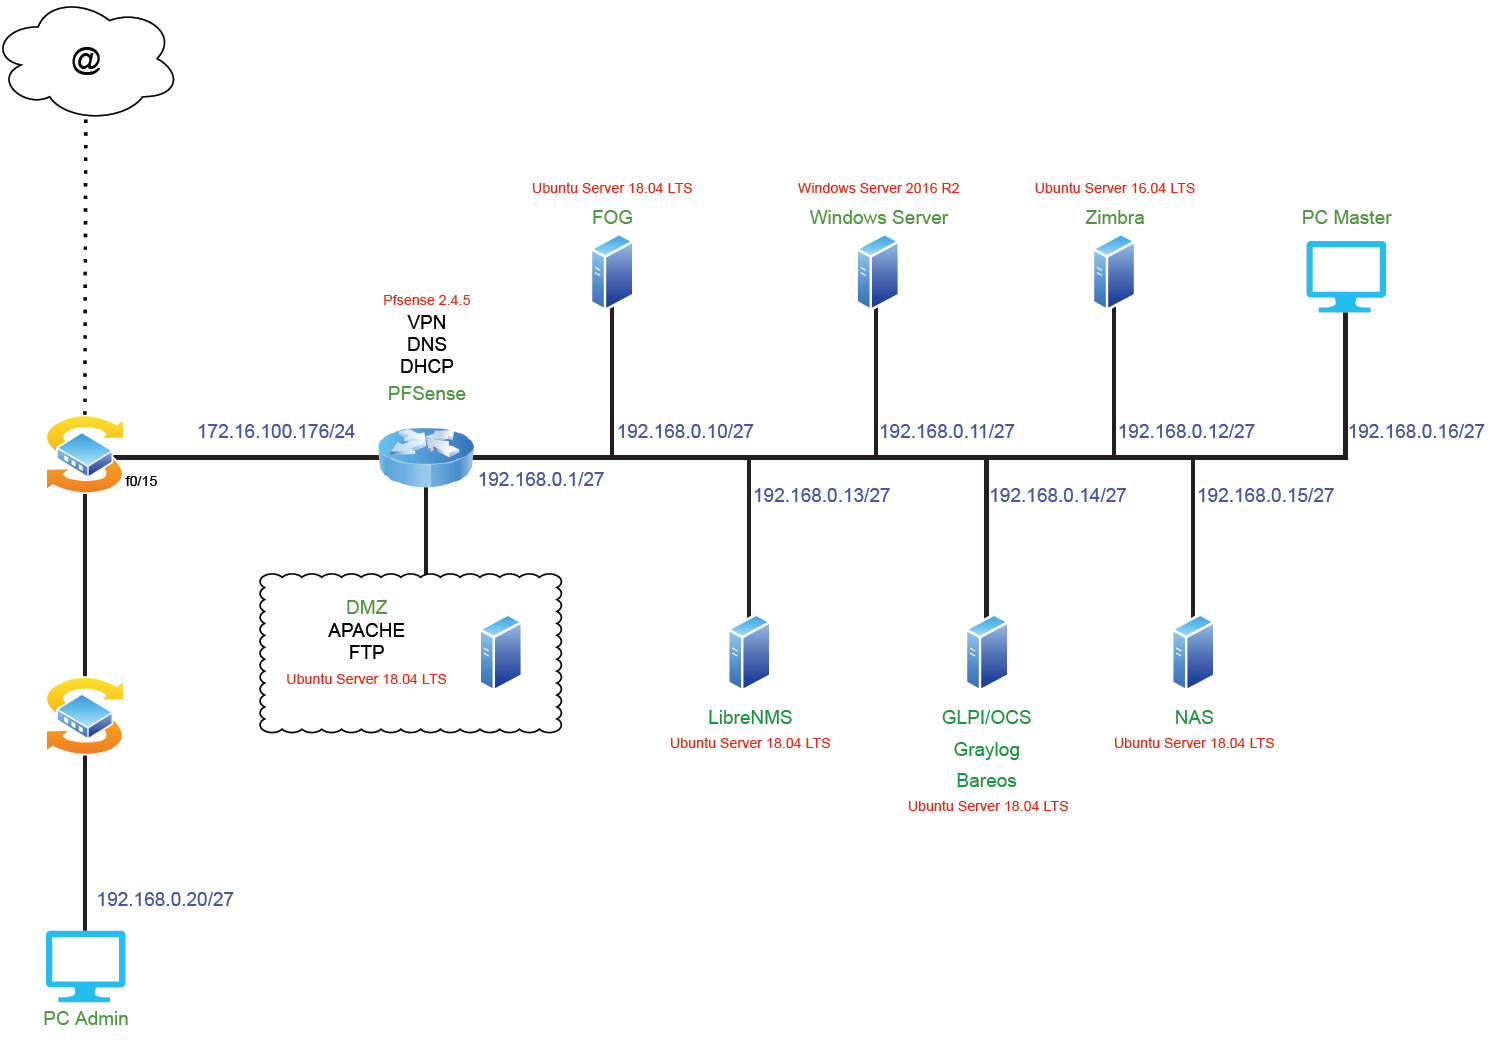 @
Ubuntu Server 18.04 LTS
FOG
Windows Server 2016 R2
Windows Server
Ubuntu Server 16.04 LTS
Zimbra
PC Master
Pfsense 2.4.5
VPN
DNS
DHCP
PFSense
172.16.100.176/24
192.168.0.10/27
192.168.0.11/27
192.168.0.12/27
192.168.0.16/27
f0/15
192.168.0.1/27
192.168.0.13/27
192.168.0.14/27
192.168.0.15/27
DMZ
APACHE
FTP
Ubuntu Server 18.04 LTS
LibreNMS
Ubuntu Server 18.04 LTS
GLPI/OCS
Graylog
Bareos
Ubuntu Server 18.04 LTS
NAS
Ubuntu Server 18.04 LTS
192.168.0.20/27
PC Admin